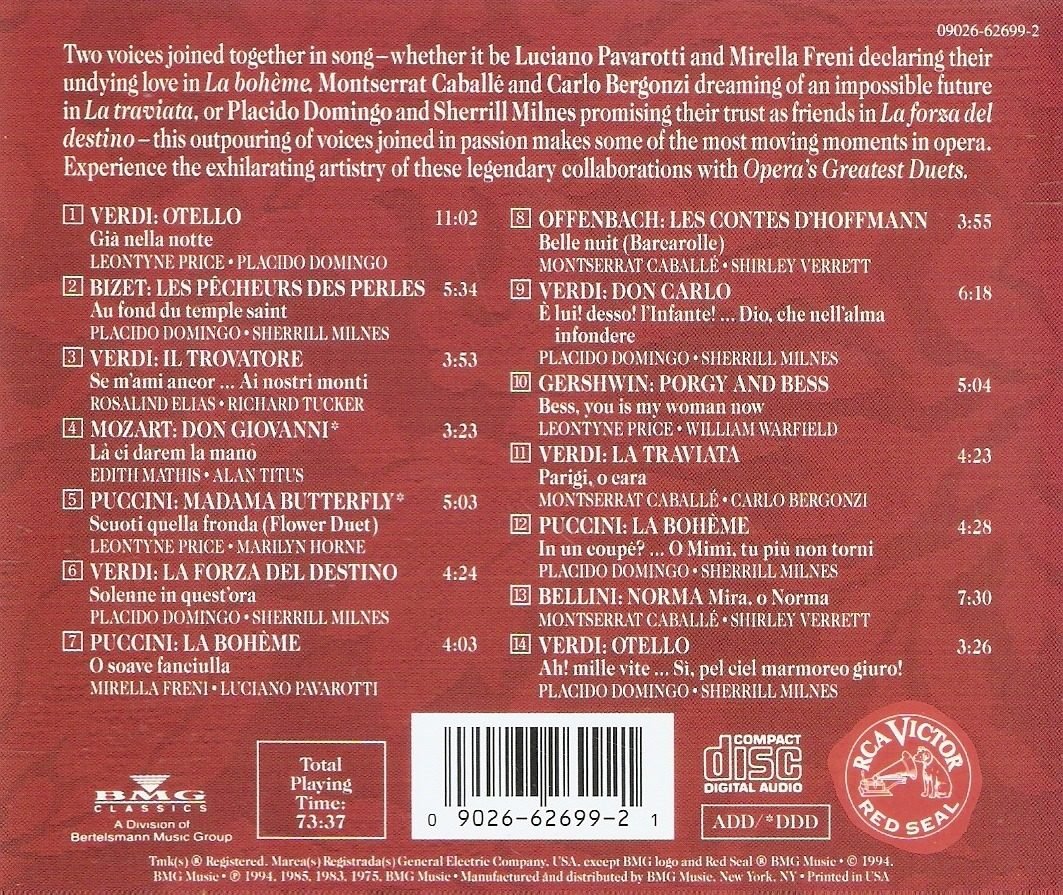 09026-62699-2
Two voices joined together in song–whether it be Luciano Pavarotti and Mirella Freni declaring their
undying love in La bohème, Montserrat Caballé and Carlo Bergonzi dreaming of an impossible future
in La traviata, or Placido Domingo and Sherrill Milnes promising their trust as friends in La forza del
destino–this outpouring of voices joined in passion makes some of the most moving moments in opera.
Experience the exhilarating artistry of these legendary collaborations with Opera's Greatest Duets.
1 VERDI: OTELLO 11:02
Già nella notte
LEONTYNE PRICE • PLACIDO DOMINGO
2 BIZET: LES PÊCHEURS DES PERLES 5:34
Au fond du temple saint
PLACIDO DOMINGO • SHERRILL MILNES
3 VERDI: IL TROVATORE 3:53
Se m'ami ancor ... Ai nostri monti
ROSALIND ELIAS • RICHARD TUCKER
4 MOZART: DON GIOVANNI* 3:23
Là ci darem la mano
EDITH MATHIS • ALAN TITUS
5 PUCCINI: MADAMA BUTTERFLY* 5:03
Scuoti quella fronda (Flower Duet)
LEONTYNE PRICE • MARILYN HORNE
6 VERDI: LA FORZA DEL DESTINO 4:24
Solenne in quest'ora
PLACIDO DOMINGO • SHERRILL MILNES
7 PUCCINI: LA BOHÈME 4:03
O soave fanciulla
MIRELLA FRENI • LUCIANO PAVAROTTI
8 OFFENBACH: LES CONTES D'HOFFMANN 3:55
Belle nuit (Barcarolle)
MONTSERRAT CABALLÉ • SHIRLEY VERRETT
9 VERDI: DON CARLO 6:18
È lui! desso! l'Infante! ... Dio, che nell'alma
infondere
PLACIDO DOMINGO • SHERRILL MILNES
10 GERSHWIN: PORGY AND BESS 5:04
Bess, you is my woman now
LEONTYNE PRICE • WILLIAM WARFIELD
11 VERDI: LA TRAVIATA 4:23
Parigi, o cara
MONTSERRAT CABALLÉ • CARLO BERGONZI
12 PUCCINI: LA BOHÈME 4:28
In un coupé? ... O Mimì, tu più non torni
PLACIDO DOMINGO • SHERRILL MILNES
13 BELLINI: NORMA Mira, o Norma 7:30
MONTSERRAT CABALLÉ • SHIRLEY VERRETT
14 VERDI: OTELLO 3:26
Ah! mille vite ... Sì, pel ciel marmoreo giuro!
PLACIDO DOMINGO • SHERRILL MILNES
BMG
CLASSICS
A Division of
Bertelsmann Music Group
Total
Playing
Time:
73:37
0 9026-62699-2 1
COMPACT
disc
DIGITAL AUDIO
ADD/*DDD
RCA VICTOR
RED SEAL
Tmk(s) ® Registered. Marca(s) Registrada(s) General Electric Company, USA, except BMG logo and Red Seal ® BMG Music • © 1994,
BMG Music • ℗ 1994, 1985, 1983, 1975, BMG Music • Manufactured and distributed by BMG Music, New York, NY • Printed in USA